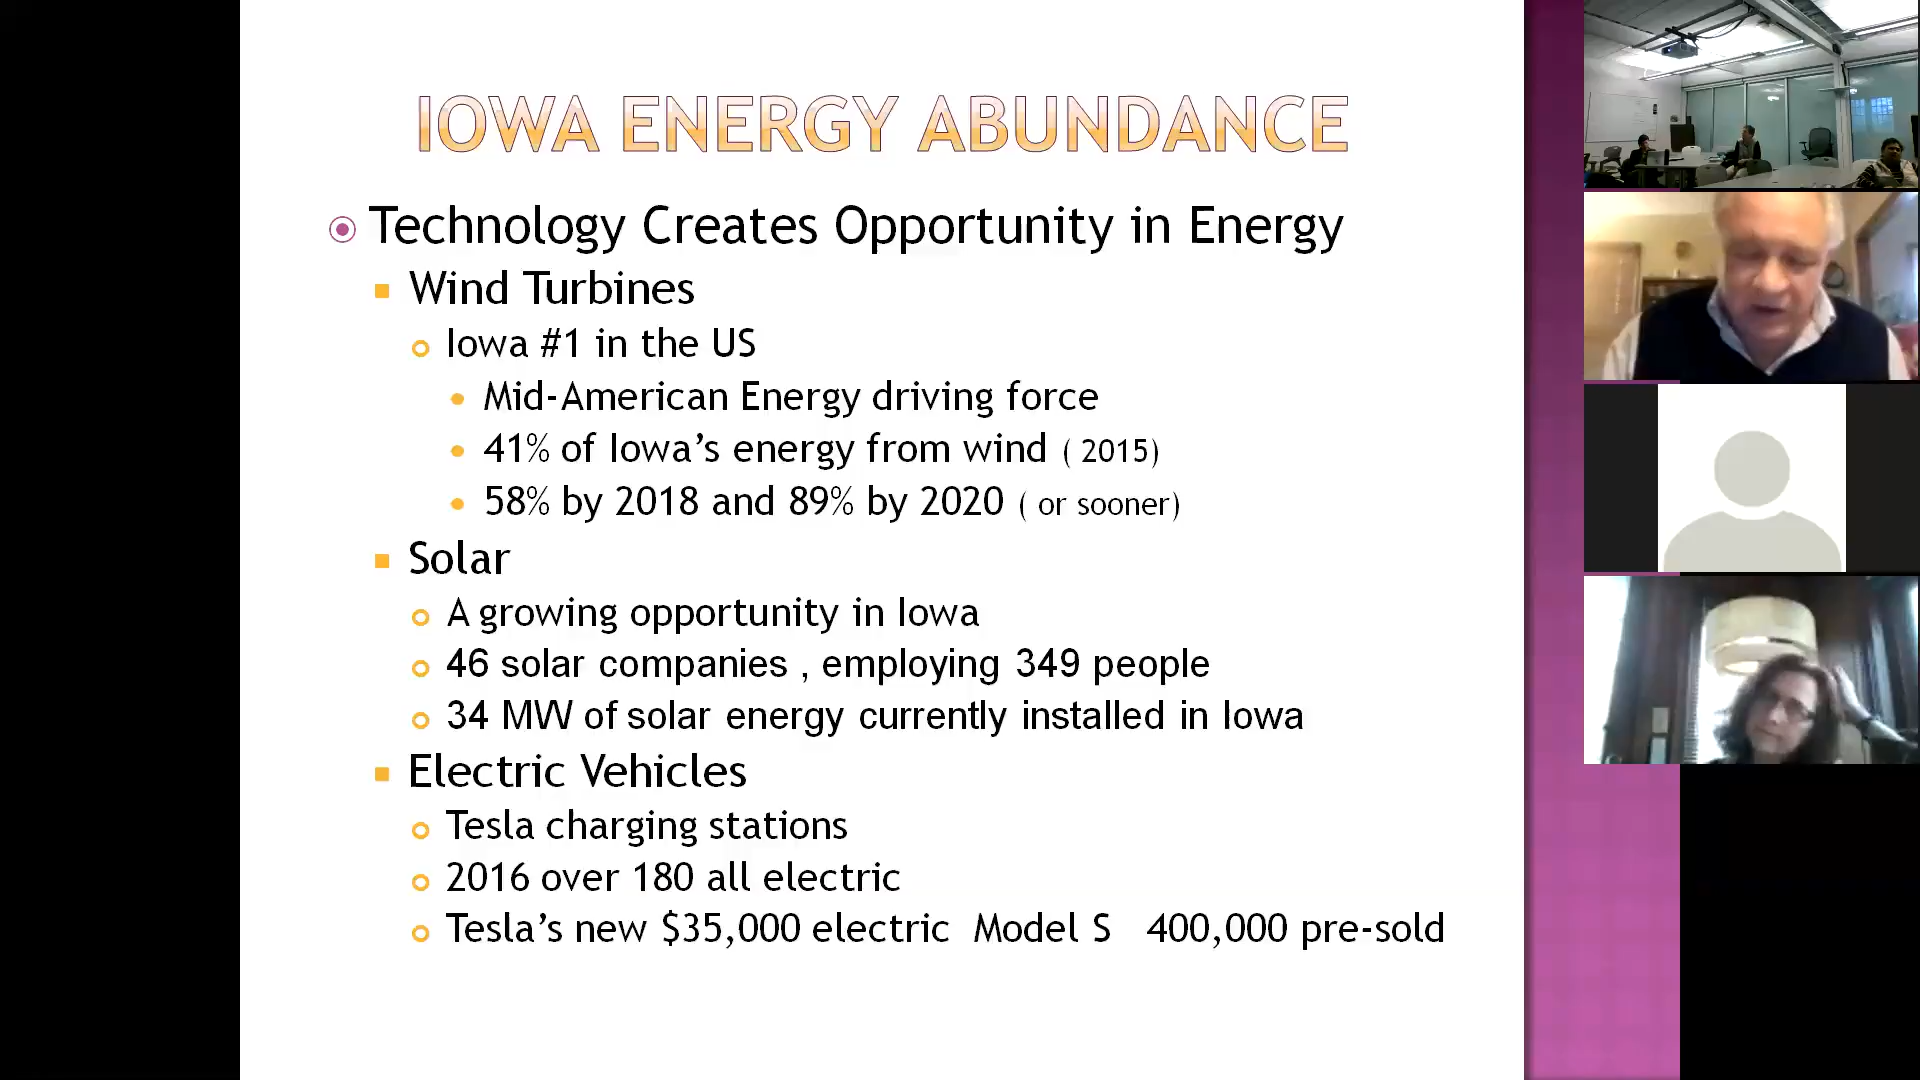 IOWA ENERGY ABUNDANCE
Technology Creates Opportunity in Energy
Wind Turbines
Iowa #1 in the US
Mid-American Energy driving force
41% of Iowa's energy from wind ( 2015)
58% by 2018 and 89% by 2020 ( or sooner)
Solar
A growing opportunity in Iowa
46 solar companies , employing 349 people
34 MW of solar energy currently installed in Iowa
Electric Vehicles
Tesla charging stations
2016 over 180 all electric
Tesla's new $35,000 electric Model S 400,000 pre-sold